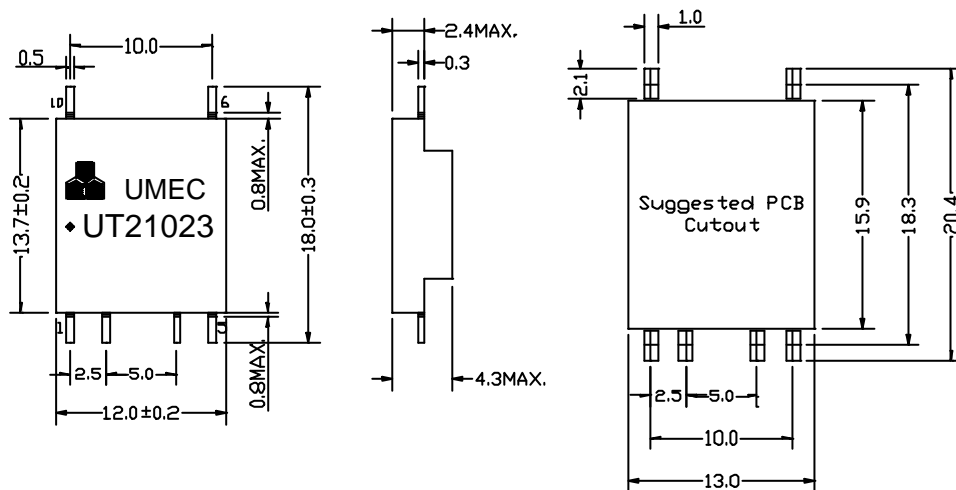 0.5
10.0
10
6
13.7±0.2
0.8MAX.
18.0±0.3
UMEC
UT21023
1
5
2.5
5.0
0.8MAX.
12.0±0.2
2.4MAX.
0.3
4.3MAX.
1.0
2.1
Suggested PCB
Cutout
15.9
18.3
20.4
2.5
5.0
10.0
13.0